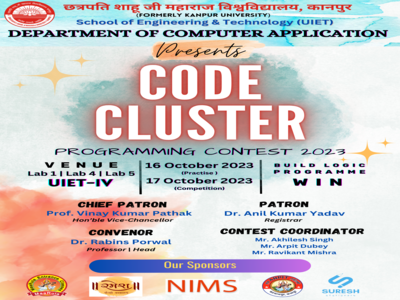 छत्रपति शाहू जी महाराज विश्वविद्यालय, कानपुर
(FORMERLY KANPUR UNIVERSITY)
School of Engineering & Technology (UIET)
DEPARTMENT OF COMPUTER APPLICATION
Presents
CODE
CLUSTER
PROGRAMMING CONTEST 2023
VENUE
Lab 1 | Lab 4 | Lab 5
UIET-IV
16 October 2023
(Practise)
17 October 2023
(Competition)
BUILD LOGIC
PROGRAMME
WIN
CHIEF PATRON
Prof. Vinay Kumar Pathak
Hon'ble Vice-Chancellor
PATRON
Dr. Anil Kumar Yadav
Registrar
CONVENOR
Dr. Rabins Porwal
Professor | Head
CONTEST COORDINATOR
Mr. Akhilesh Singh
Mr. Arpit Dubey
Mr. Ravikant Mishra
Our Sponsors
NIMS
SURESH